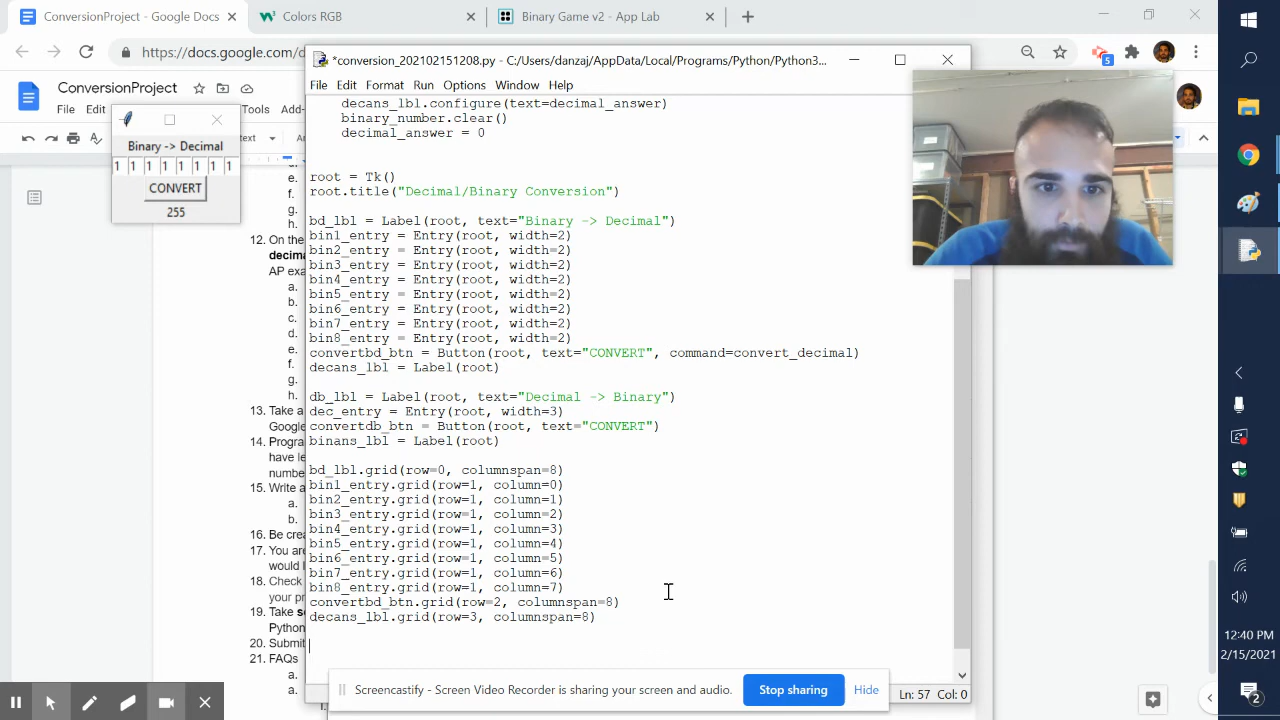 ConversionProject - Google Docs
Colors RGB
Binary Game v2 - App Lab
https://docs.google.com/d
*conversion_20210215_1208.py - C:/Users/danzaj/AppData/Local/Programs/Python/Python3...
File Edit Format Run Options Window Help
ConversionProject
File Edit
Tools Add-
text
Binary -> Decimal
1 1 1 1 1 1 1 1
CONVERT
255
decans_lbl.configure(text=decimal_answer)
binary_number.clear()
decimal_answer = 0
root = Tk()
root.title("Decimal/Binary Conversion")
bd_lbl = Label(root, text="Binary -> Decimal")
bin1_entry = Entry(root, width=2)
bin2_entry = Entry(root, width=2)
bin3_entry = Entry(root, width=2)
bin4_entry = Entry(root, width=2)
bin5_entry = Entry(root, width=2)
bin6_entry = Entry(root, width=2)
bin7_entry = Entry(root, width=2)
bin8_entry = Entry(root, width=2)
convertbd_btn = Button(root, text="CONVERT", command=convert_decimal)
decans_lbl = Label(root)
db_lbl = Label(root, text="Decimal -> Binary")
dec_entry = Entry(root, width=3)
convertdb_btn = Button(root, text="CONVERT")
binans_lbl = Label(root)
bd_lbl.grid(row=0, columnspan=8)
bin1_entry.grid(row=1, column=0)
bin2_entry.grid(row=1, column=1)
bin3_entry.grid(row=1, column=2)
bin4_entry.grid(row=1, column=3)
bin5_entry.grid(row=1, column=4)
bin6_entry.grid(row=1, column=5)
bin7_entry.grid(row=1, column=6)
bin8_entry.grid(row=1, column=7)
convertbd_btn.grid(row=2, columnspan=8)
decans_lbl.grid(row=3, columnspan=8)
e.
f.
g.
h.
12. On the
decima
AP exa
a.
b.
c.
d.
e.
f.
g.
h.
13. Take a
Google
14. Progra
have le
numbe
15. Write a
a.
b.
16. Be crea
17. You are
would l
18. Check
your pr
19. Take so
Python
20. Submit
21. FAQs
a.
a.
Screencastify - Screen Video Recorder is sharing your screen and audio.
Stop sharing
Hide
Ln: 57 Col: 0
5
12:40 PM
2/15/2021
2